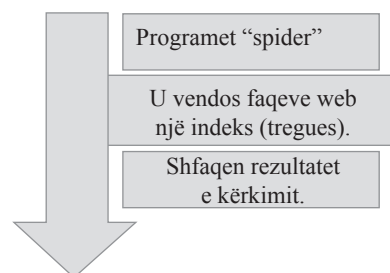 Programet “spider”
U vendos faqeve web
një indeks (tregues).
Shfaqen rezultatet
e kërkimit.